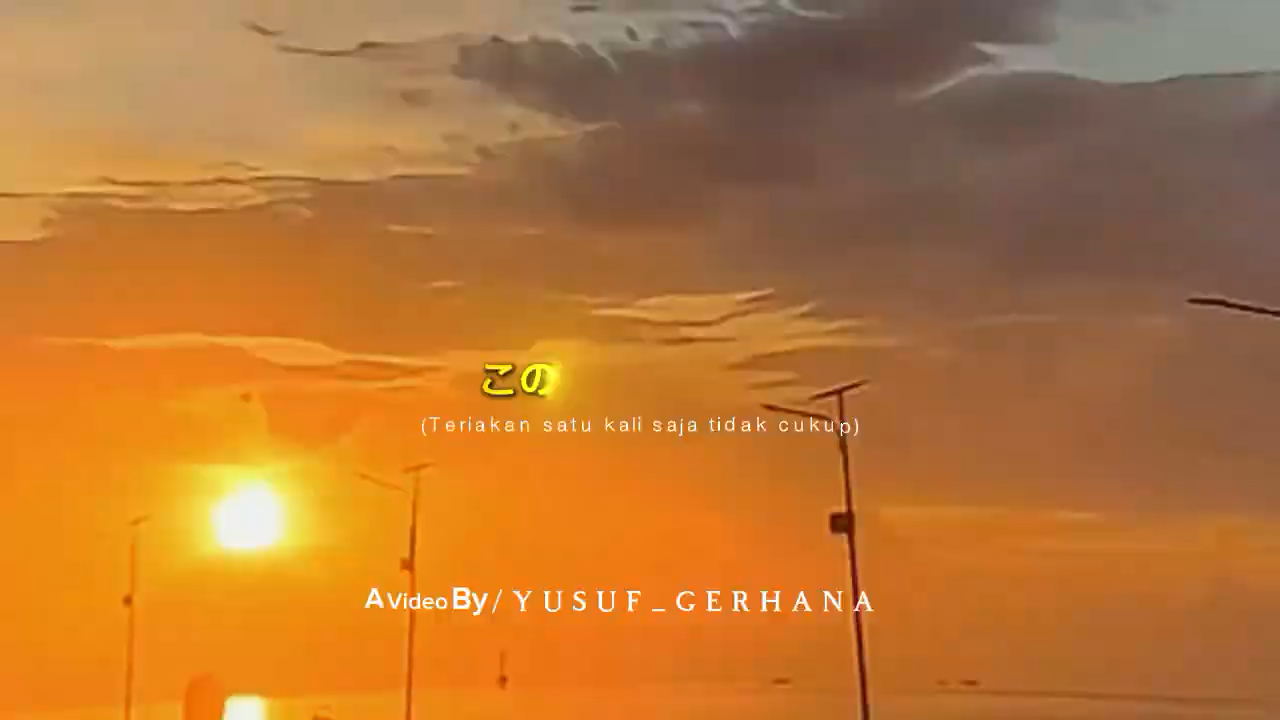 この
(Teriakan satu kali saja tidak cukup)
A Video By / YUSUF_GERHANA